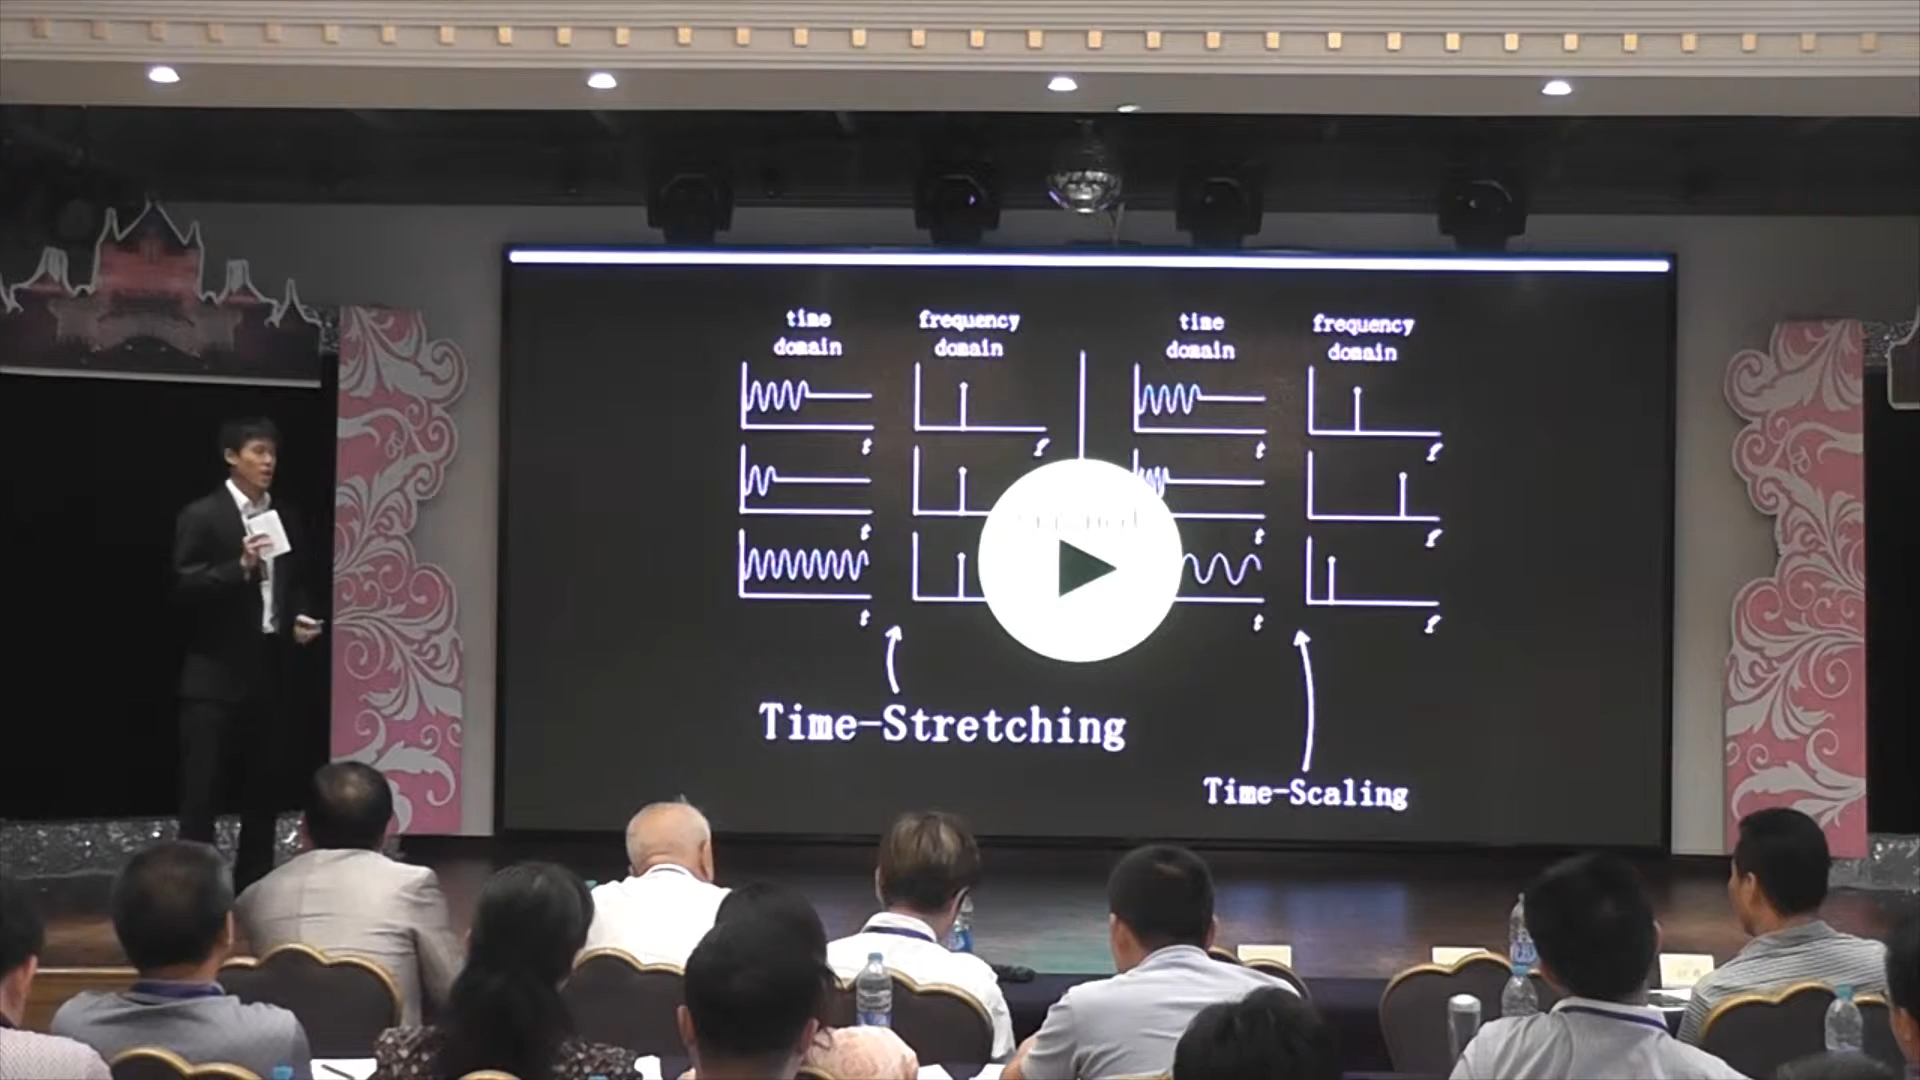 time
domain
frequency
domain
time
domain
frequency
domain
t
f
t
f
t
t
f
t
t
f
Time-Stretching
Time-Scaling